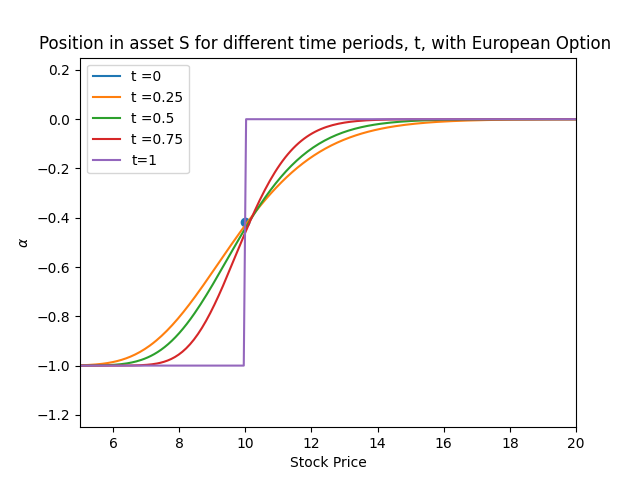 Position in asset S for different time periods, t, with European Option
t =0
t =0.25
t =0.5
t =0.75
t=1
0.2
0.0
−0.2
−0.4
−0.6
−0.8
−1.0
−1.2
α
6 8 10 12 14 16 18 20
Stock Price